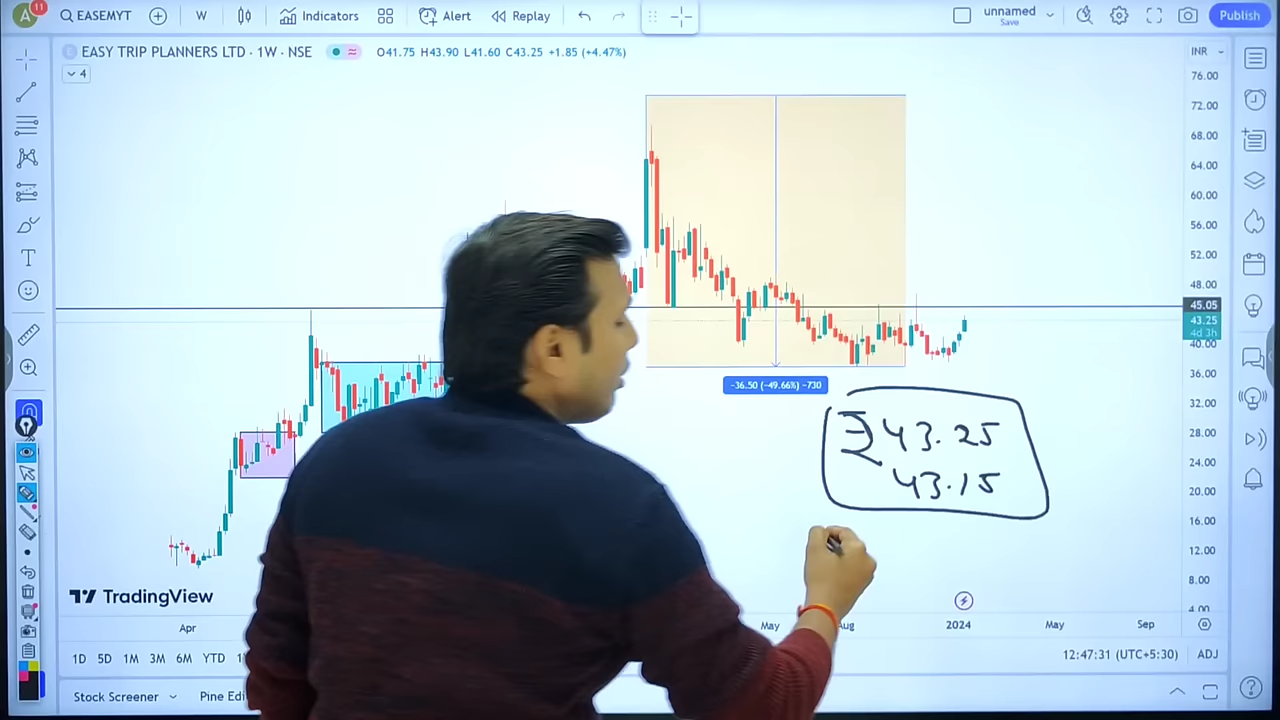 A
11
EASEMYT
W
Indicators
Alert
Replay
unnamed
Save
Publish
EASY TRIP PLANNERS LTD · 1W · NSE
O41.75 H43.90 L41.60 C43.25 +1.85 (+4.47%)
INR
4
76.00
72.00
68.00
64.00
60.00
56.00
52.00
48.00
45.05
43.25
4d 3h
40.00
36.00
32.00
28.00
24.00
20.00
16.00
12.00
8.00
-36.50 (-49.66%) -730
₹43.25
43.15
TradingView
Apr
May
Aug
2024
May
Sep
1D 5D 1M 3M 6M YTD
12:47:31 (UTC+5:30)
ADJ
Stock Screener
Pine